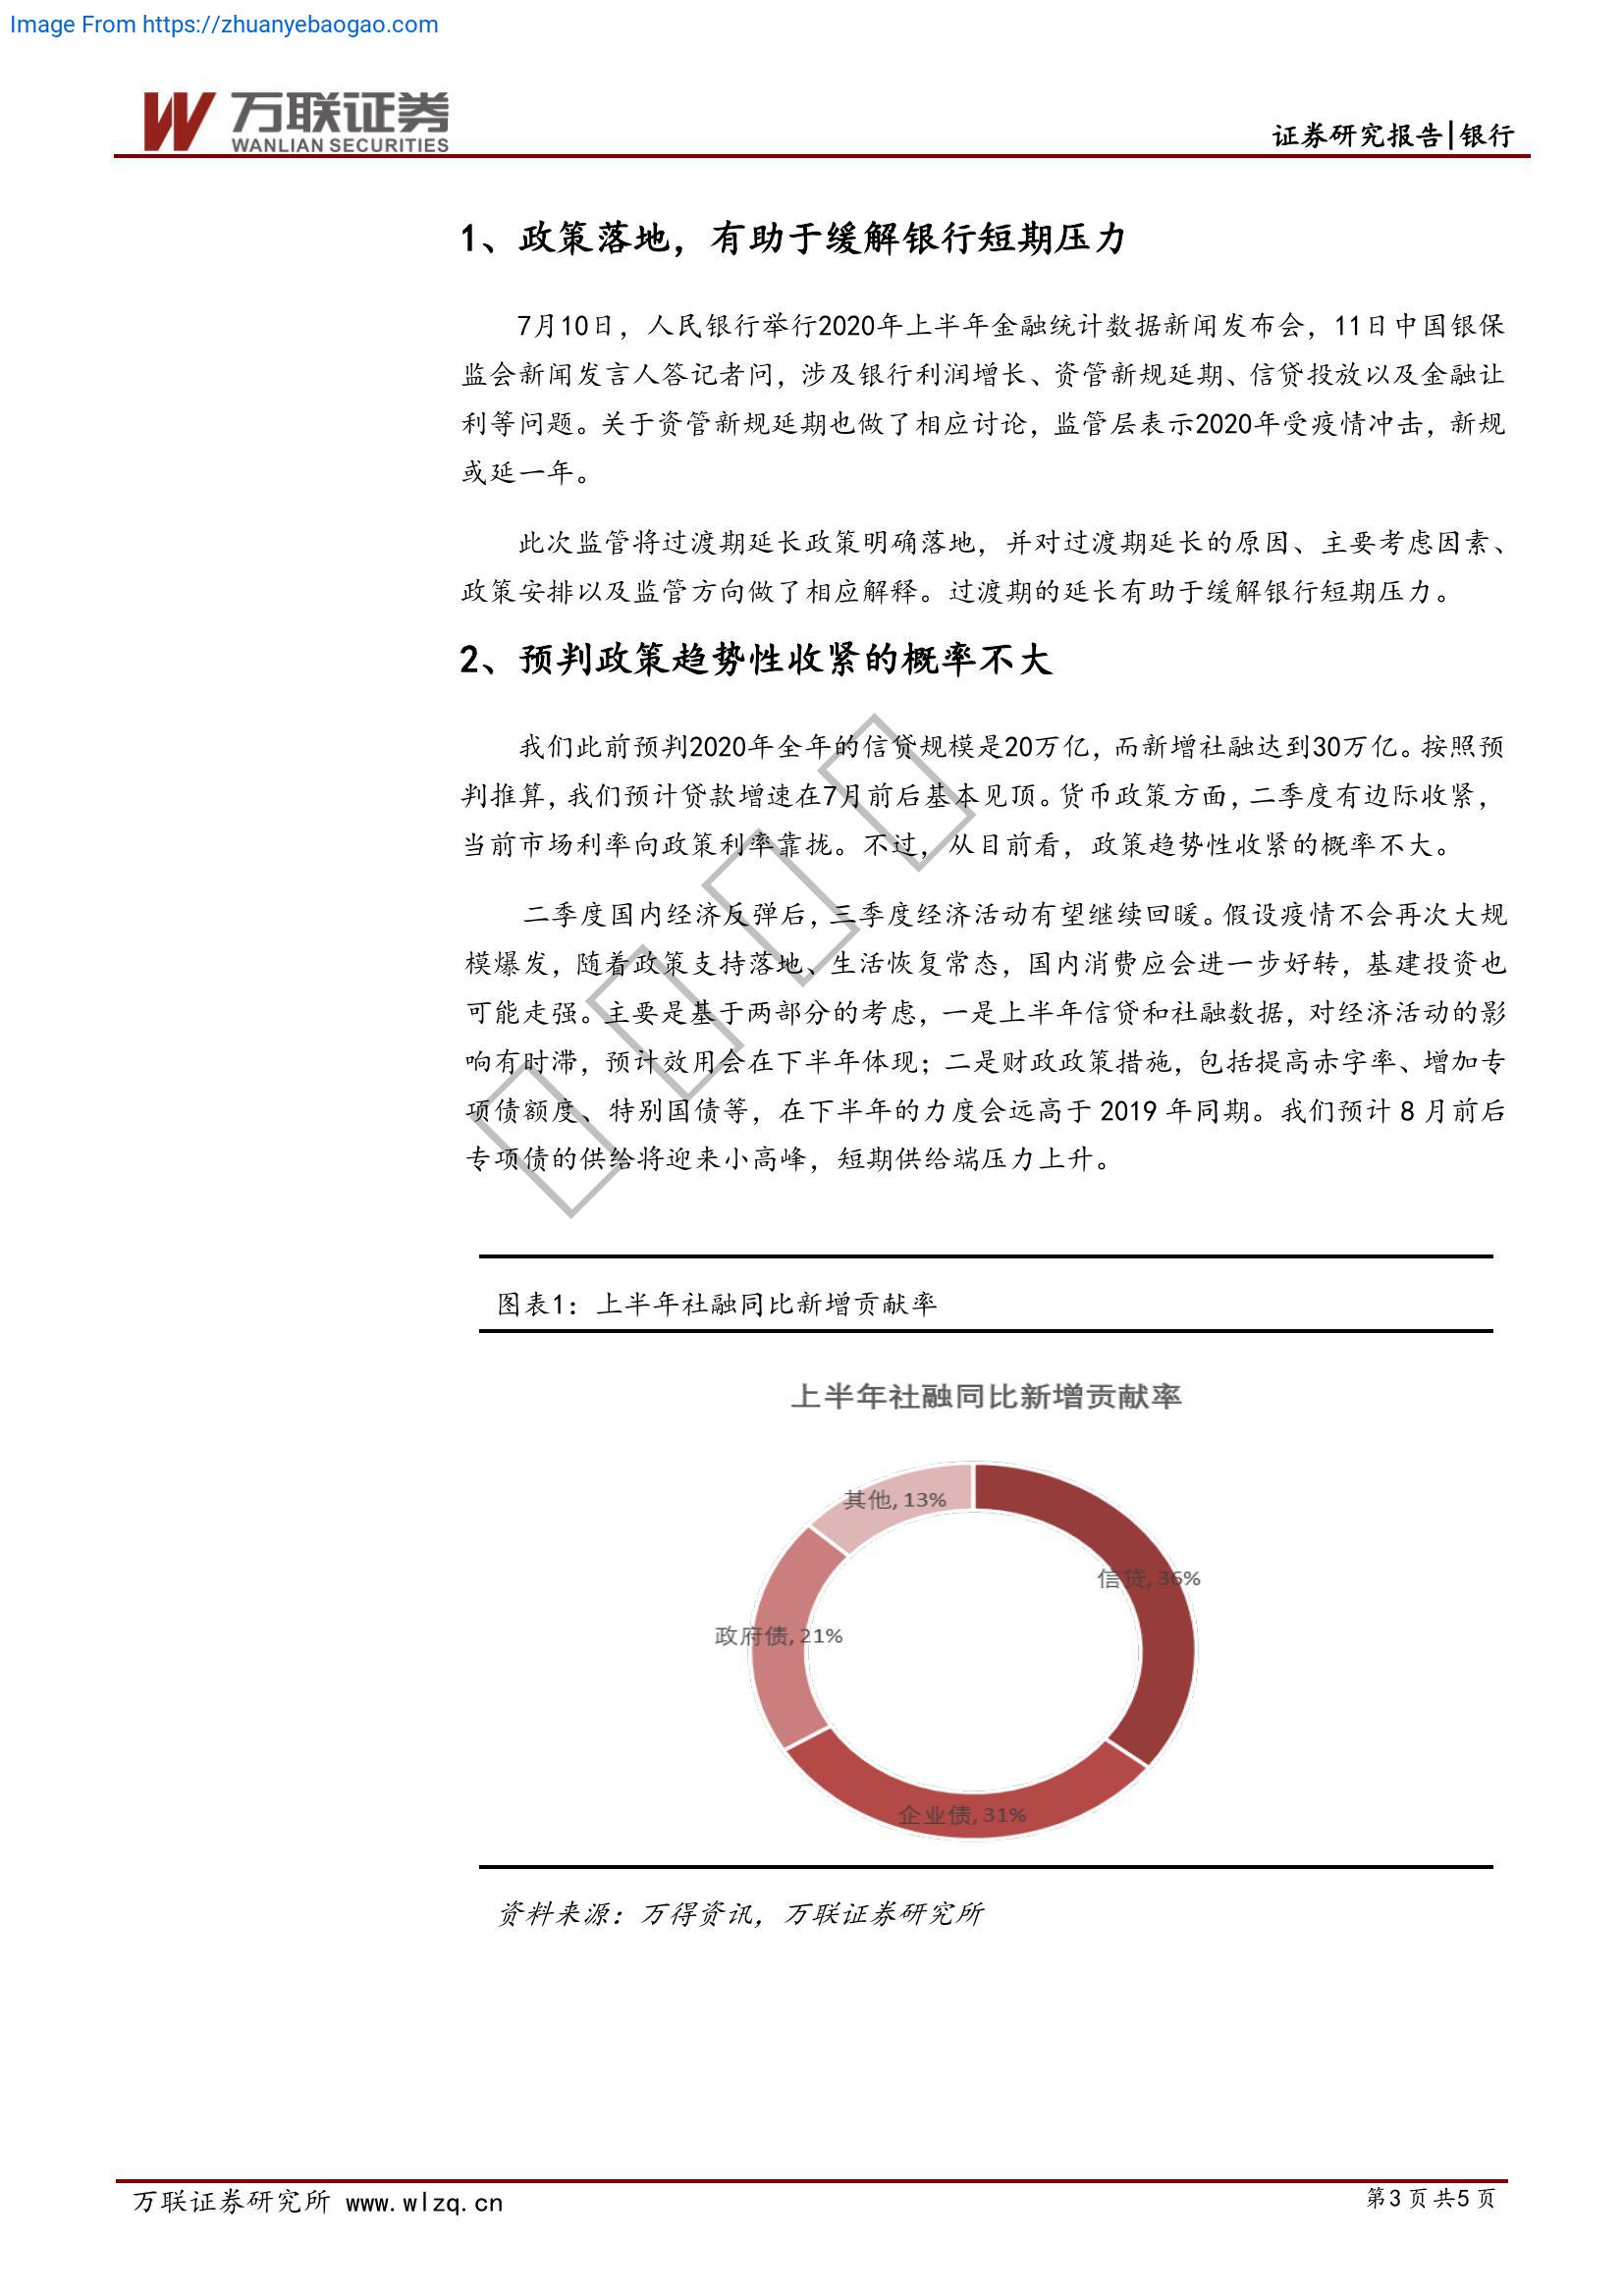 Image From https://zhuanyebaogao.com
万联证券
WANLIAN SECURITIES
证券研究报告|银行
1、政策落地，有助于缓解银行短期压力
7月10日，人民银行举行2020年上半年金融统计数据新闻发布会，11日中国银保
监会新闻发言人答记者问，涉及银行利润增长、资管新规延期、信贷投放以及金融让
利等问题。关于资管新规延期也做了相应讨论，监管层表示2020年受疫情冲击，新规
或延一年。
此次监管将过渡期延长政策明确落地，并对过渡期延长的原因、主要考虑因素、
政策安排以及监管方向做了相应解释。过渡期的延长有助于缓解银行短期压力。
2、预判政策趋势性收紧的概率不大
我们此前预判2020年全年的信贷规模是20万亿，而新增社融达到30万亿。按照预
判推算，我们预计贷款增速在7月前后基本见顶。货币政策方面，二季度有边际收紧，
当前市场利率向政策利率靠拢。不过，从目前看，政策趋势性收紧的概率不大。
二季度国内经济反弹后，三季度经济活动有望继续回暖。假设疫情不会再次大规
模爆发，随着政策支持落地、生活恢复常态，国内消费应会进一步好转，基建投资也
可能走强。主要是基于两部分的考虑，一是上半年信贷和社融数据，对经济活动的影
响有时滞，预计效用会在下半年体现；二是财政政策措施，包括提高赤字率、增加专
项债额度、特别国债等，在下半年的力度会远高于 2019 年同期。我们预计 8 月前后
专项债的供给将迎来小高峰，短期供给端压力上升。
图表1：上半年社融同比新增贡献率
上半年社融同比新增贡献率
其他, 13%
信贷, 36%
政府债, 21%
企业债, 31%
资料来源：万得资讯，万联证券研究所
万联证券研究所 www.wlzq.cn
第3页共5页